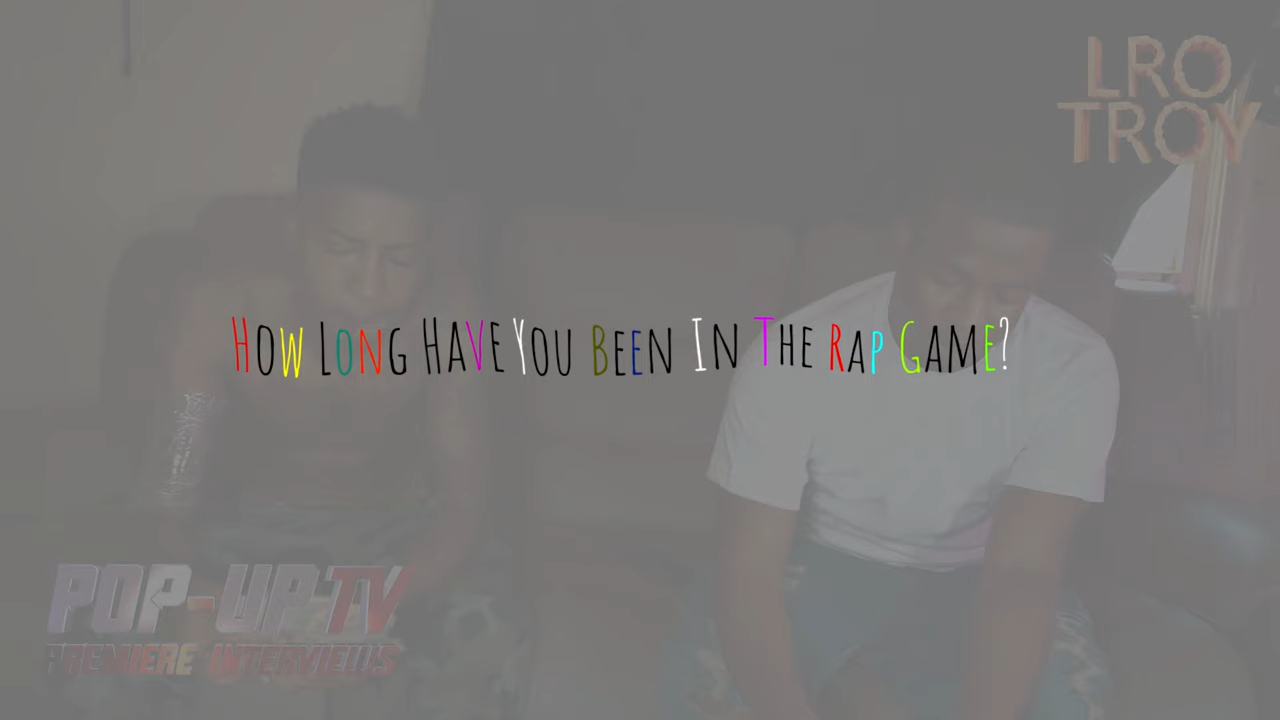 LRO
TROY
How Long Have You Been In The Rap Game?
POP-UP TV
PREMIERE INTERVIEWS